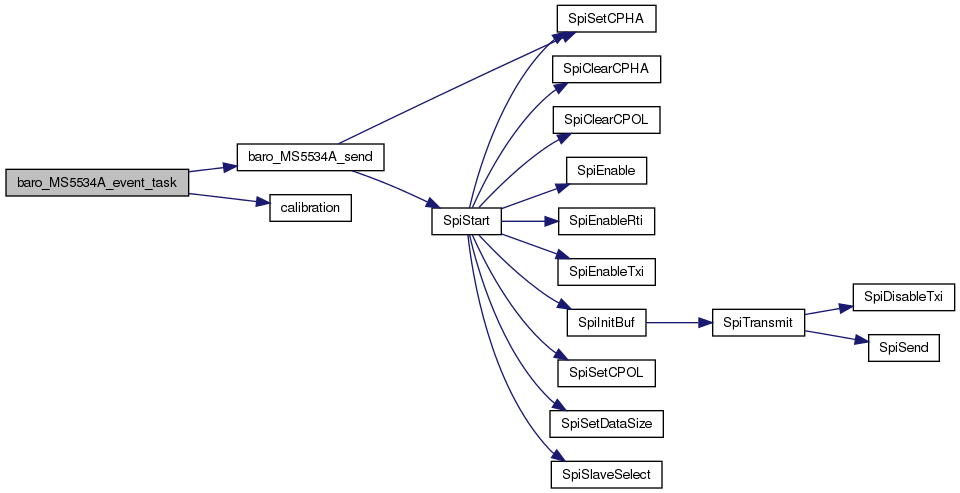 baro_MS5534A_event_task
baro_MS5534A_send
calibration
SpiStart
SpiSetCPHA
SpiClearCPHA
SpiClearCPOL
SpiEnable
SpiEnableRti
SpiEnableTxi
SpiInitBuf
SpiSetCPOL
SpiSetDataSize
SpiSlaveSelect
SpiTransmit
SpiDisableTxi
SpiSend